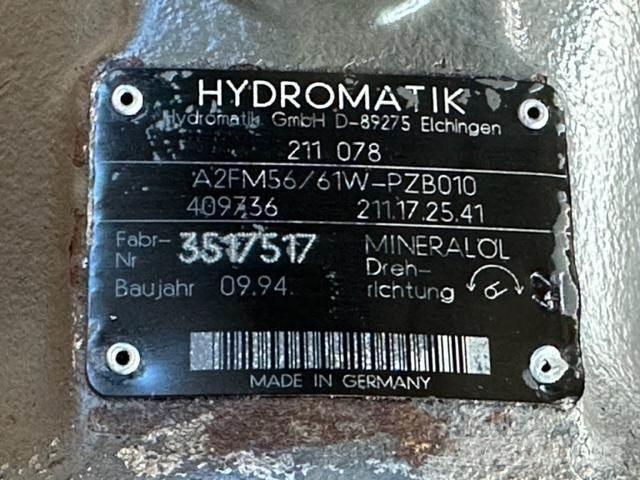 HYDROMATIK
Hydromatik GmbH D-89275 Elchingen
211 078
A2FM56/61W-PZB010
409736 211.17.25.41
Fabr-Nr 3517517
MINERALÖL
Dreh-
richtung
Baujahr 09.94
MADE IN GERMANY